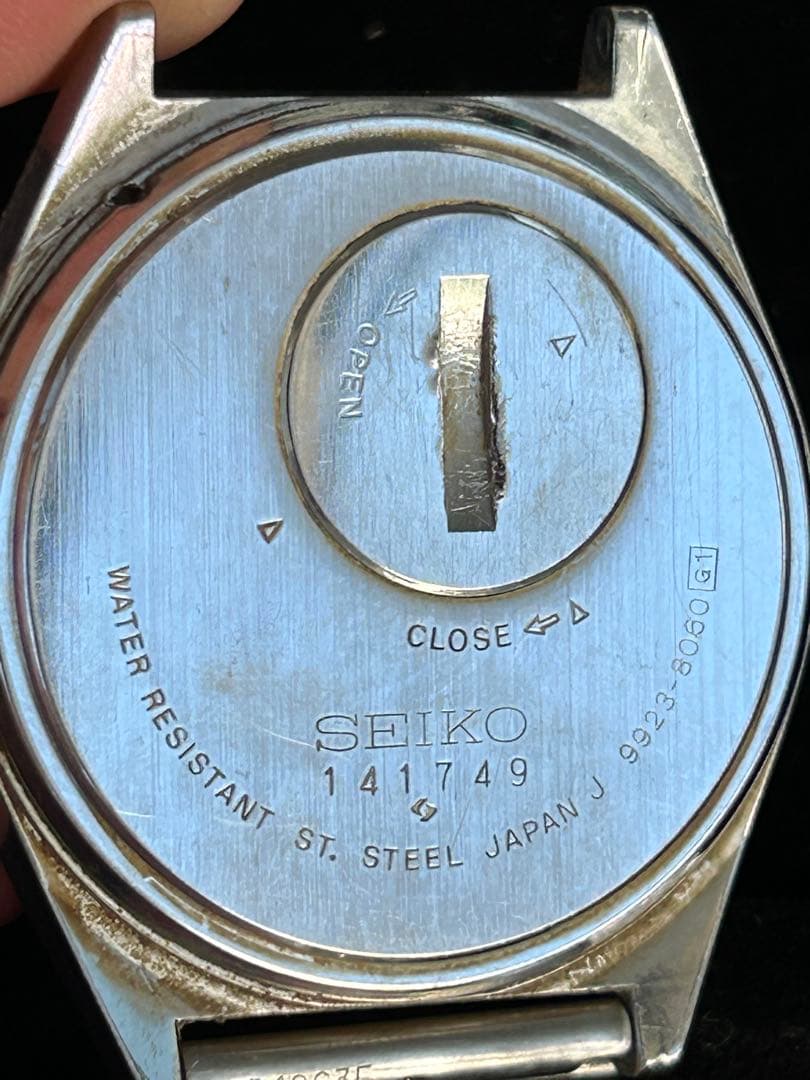 OPEN
CLOSE
SEIKO
141749
WATER RESISTANT ST. STEEL JAPAN J 9923-8060 G1